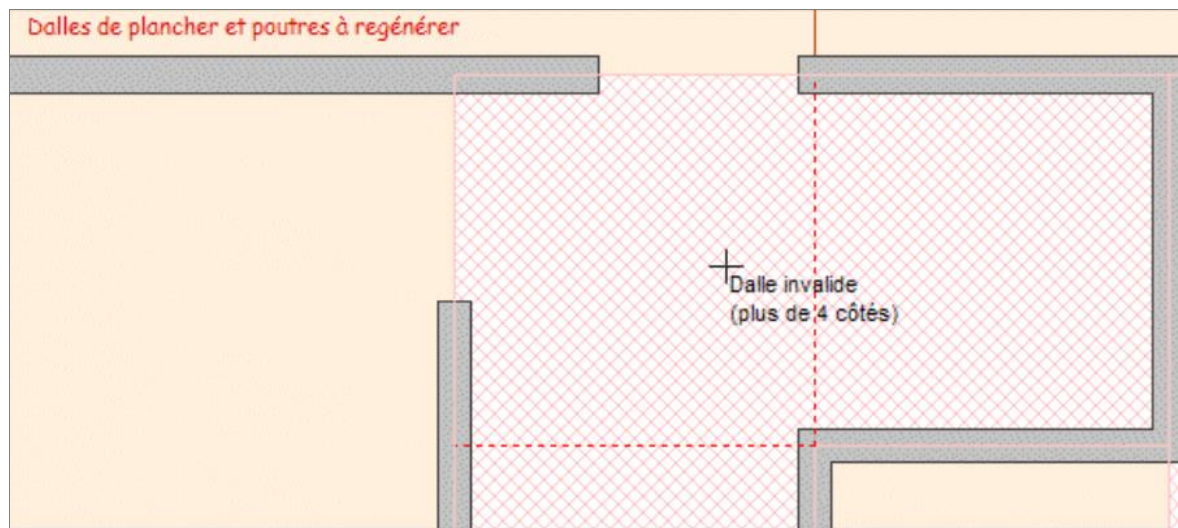 Dalles de plancher et poutres à regénérer
Dalle invalide
(plus de 4 côtés)